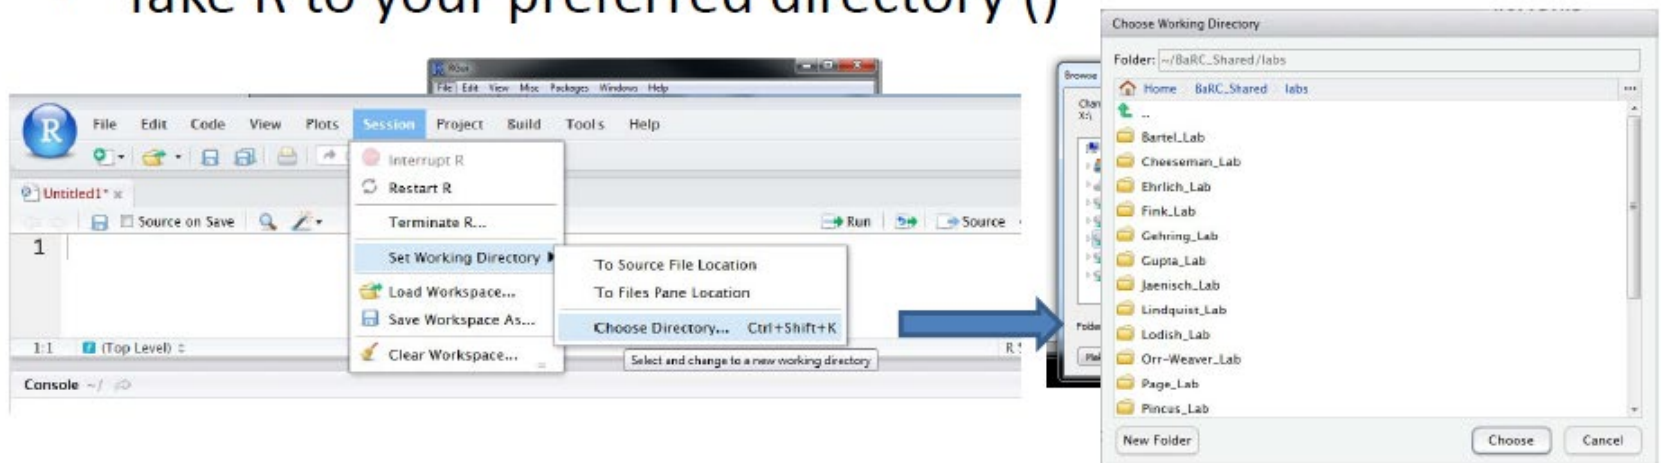 Take R to your preferred directory ()
File Edit View Misc Packages Windows Help
File Edit Code View Plots Session Project Build Tools Help
Untitled1* x
Source on Save
Run
Source
1
Interrupt R
Restart R
Terminate R...
Set Working Directory
Load Workspace...
Save Workspace As...
Clear Workspace...
To Source File Location
To Files Pane Location
Choose Directory... Ctrl+Shift+K
Select and change to a new working directory
1:1 (Top Level)
Console ~/
Browse
X:\
Choose Working Directory
Folder: ~/BaRC_Shared/labs
Home BaRC_Shared labs ...
..
Bartel_Lab
Cheeseman_Lab
Ehrlich_Lab
Fink_Lab
Gehring_Lab
Gupta_Lab
Jaenisch_Lab
Lindquist_Lab
Lodish_Lab
Orr-Weaver_Lab
Page_Lab
Pincus_Lab
New Folder Choose Cancel